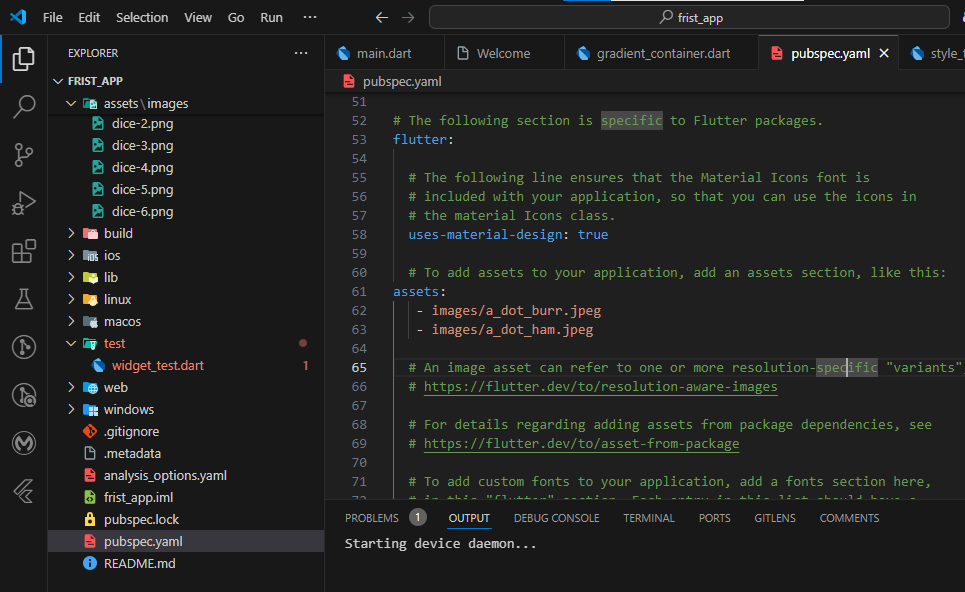 File Edit Selection View Go Run ··· ← → frist_app
EXPLORER ···
FRIST_APP
assets\images
dice-2.png
dice-3.png
dice-4.png
dice-5.png
dice-6.png
build
ios
lib
linux
macos
test
widget_test.dart 1
web
windows
.gitignore
.metadata
analysis_options.yaml
frist_app.iml
pubspec.lock
pubspec.yaml
README.md
main.dart Welcome gradient_container.dart pubspec.yaml × style_
pubspec.yaml
51
52 # The following section is specific to Flutter packages.
53 flutter:
54
55 # The following line ensures that the Material Icons font is
56 # included with your application, so that you can use the icons in
57 # the material Icons class.
58 uses-material-design: true
59
60 # To add assets to your application, add an assets section, like this:
61 assets:
62 - images/a_dot_burr.jpeg
63 - images/a_dot_ham.jpeg
64
65 # An image asset can refer to one or more resolution-specific "variants"
66 # https://flutter.dev/to/resolution-aware-images
67
68 # For details regarding adding assets from package dependencies, see
69 # https://flutter.dev/to/asset-from-package
70
71 # To add custom fonts to your application, add a fonts section here,
72 # in this "flutter" section. Each entry in this list should have a
PROBLEMS 1 OUTPUT DEBUG CONSOLE TERMINAL PORTS GITLENS COMMENTS
Starting device daemon...